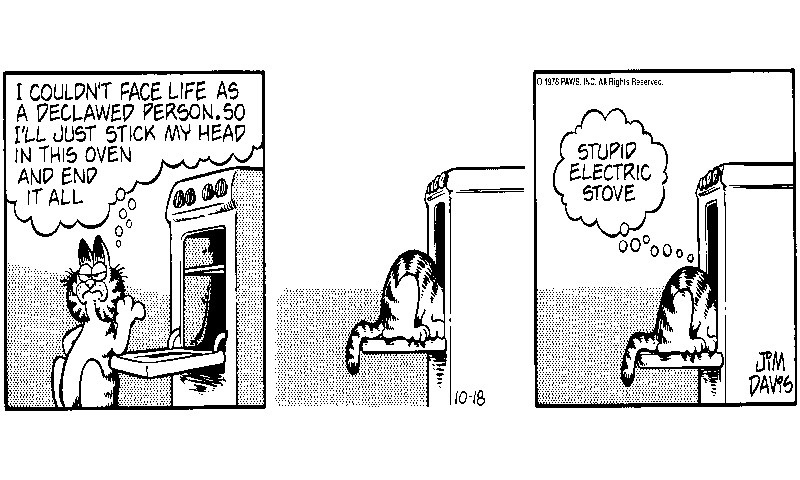 I COULDN'T FACE LIFE AS
A DECLAWED PERSON. SO
I'LL JUST STICK MY HEAD
IN THIS OVEN
AND END
IT ALL
10-18
© 1978 PAWS, INC. All Rights Reserved.
STUPID
ELECTRIC
STOVE
JIM
DAVIS